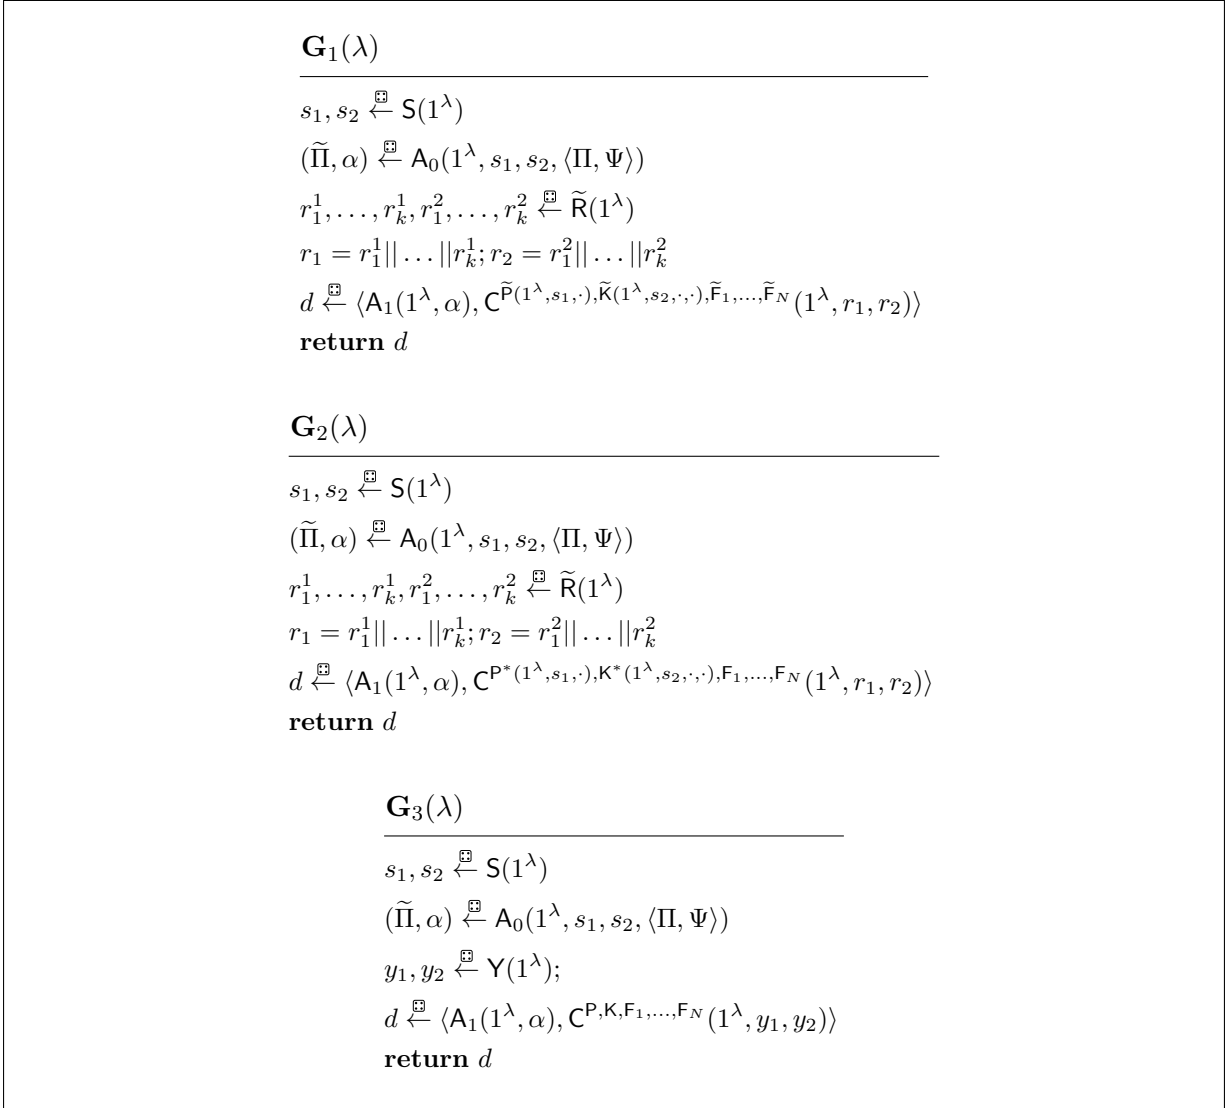 G₁(λ)
s₁, s₂ ←⚃ S(1^λ)
(Π̃, α) ←⚃ A₀(1^λ, s₁, s₂, ⟨Π, Ψ⟩)
r₁¹, …, r_k¹, r₁², …, r_k² ←⚃ R̃(1^λ)
r₁ = r₁¹||…||r_k¹; r₂ = r₁²||…||r_k²
d ←⚃ ⟨A₁(1^λ, α), C^{P̃(1^λ,s₁,·),K̃(1^λ,s₂,·,·),F̃₁,…,F̃_N}(1^λ, r₁, r₂)⟩
return d
G₂(λ)
s₁, s₂ ←⚃ S(1^λ)
(Π̃, α) ←⚃ A₀(1^λ, s₁, s₂, ⟨Π, Ψ⟩)
r₁¹, …, r_k¹, r₁², …, r_k² ←⚃ R̃(1^λ)
r₁ = r₁¹||…||r_k¹; r₂ = r₁²||…||r_k²
d ←⚃ ⟨A₁(1^λ, α), C^{P*(1^λ,s₁,·),K*(1^λ,s₂,·,·),F₁,…,F_N}(1^λ, r₁, r₂)⟩
return d
G₃(λ)
s₁, s₂ ←⚃ S(1^λ)
(Π̃, α) ←⚃ A₀(1^λ, s₁, s₂, ⟨Π, Ψ⟩)
y₁, y₂ ←⚃ Y(1^λ);
d ←⚃ ⟨A₁(1^λ, α), C^{P,K,F₁,…,F_N}(1^λ, y₁, y₂)⟩
return d